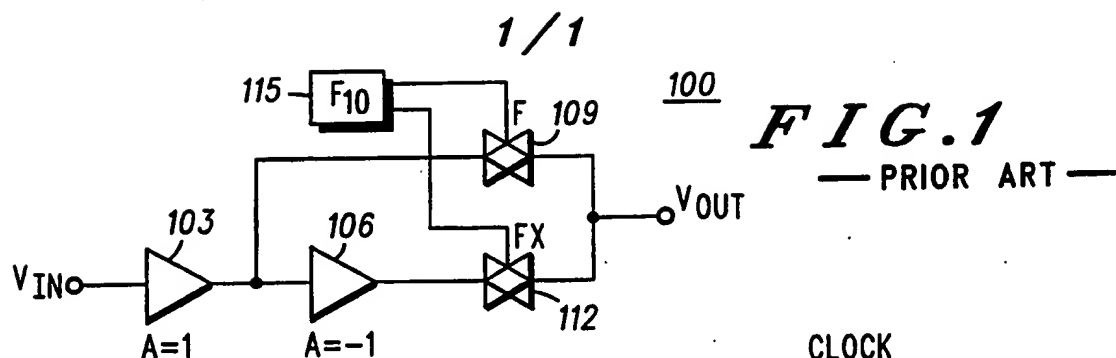 1/1
115
F10
F
109
100
FIG.1
PRIOR ART
VOUT
103
106
FX
VIN
112
A=1
A=-1
CLOCK